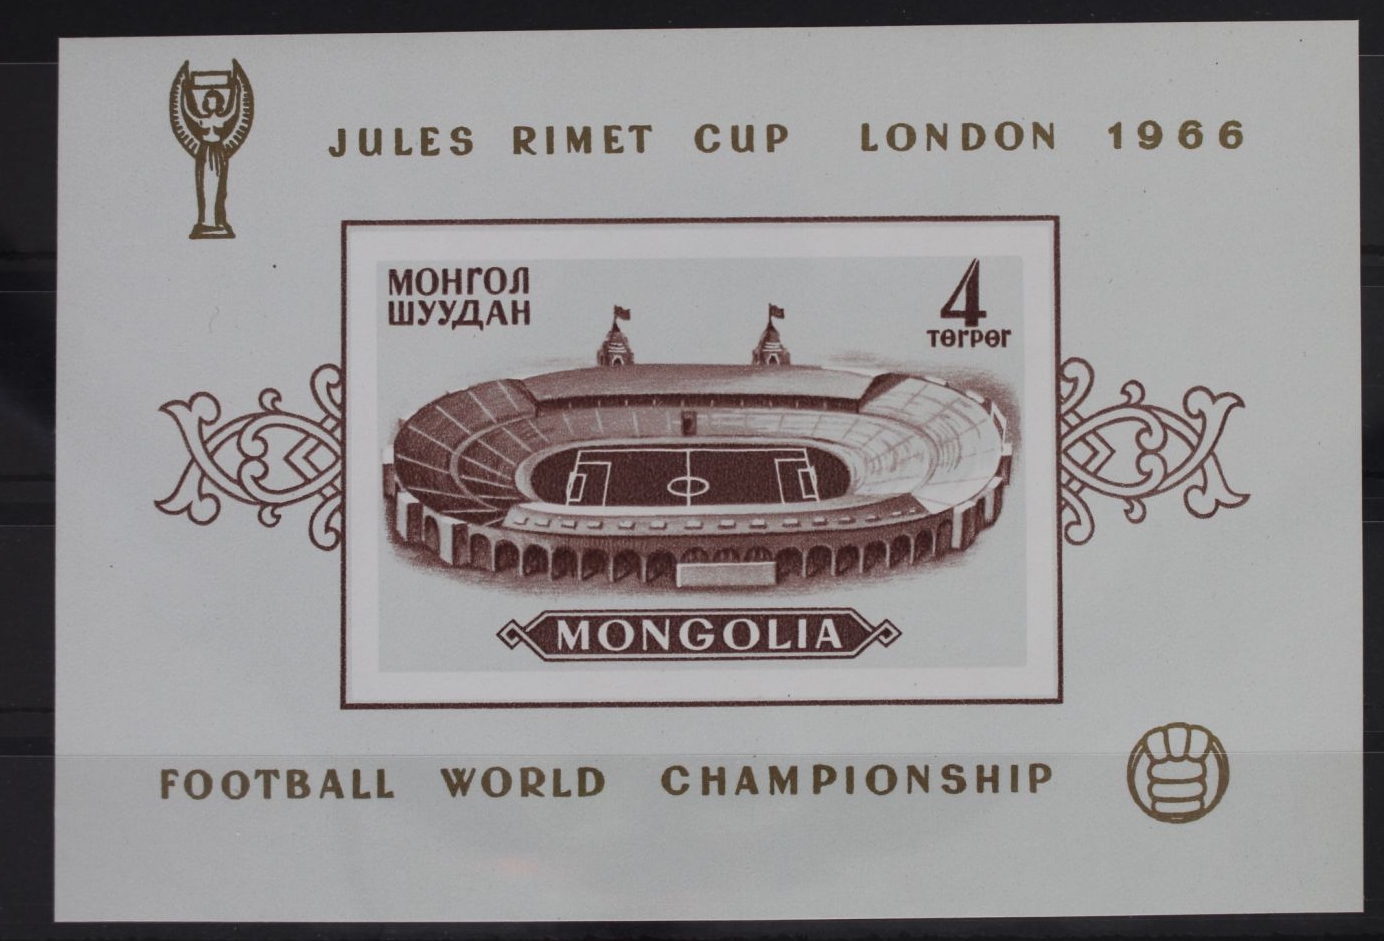 JULES RIMET CUP LONDON 1966
МОНГОЛ
ШУУДАН
4
ТӨГРӨГ
MONGOLIA
FOOTBALL WORLD CHAMPIONSHIP